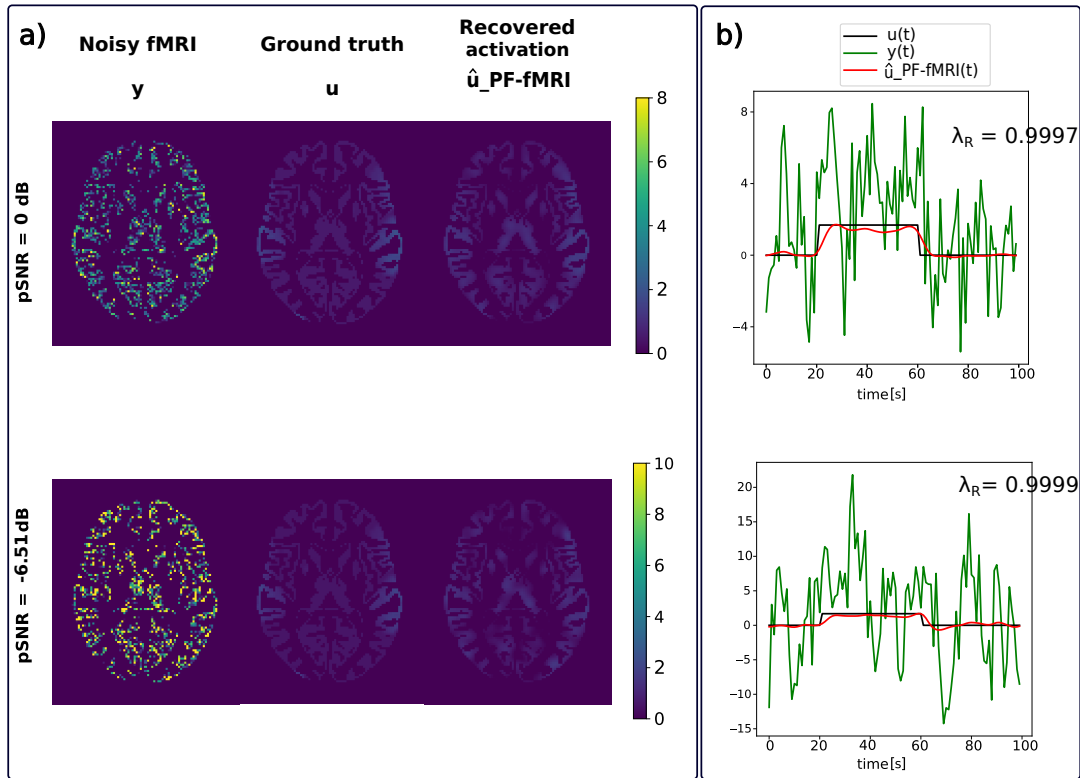 a)
Noisy fMRI
y
Ground truth
u
Recovered
activation
û_PF-fMRI
pSNR = 0 dB
8
6
4
2
0
pSNR = -6.51dB
10
8
6
4
2
0
b)
u(t)
y(t)
û_PF-fMRI(t)
λ_R = 0.9997
8
4
0
−4
0 20 40 60 80 100
time[s]
λ_R= 0.9999
20
15
10
5
0
−5
−10
−15
0 20 40 60 80 100
time[s]